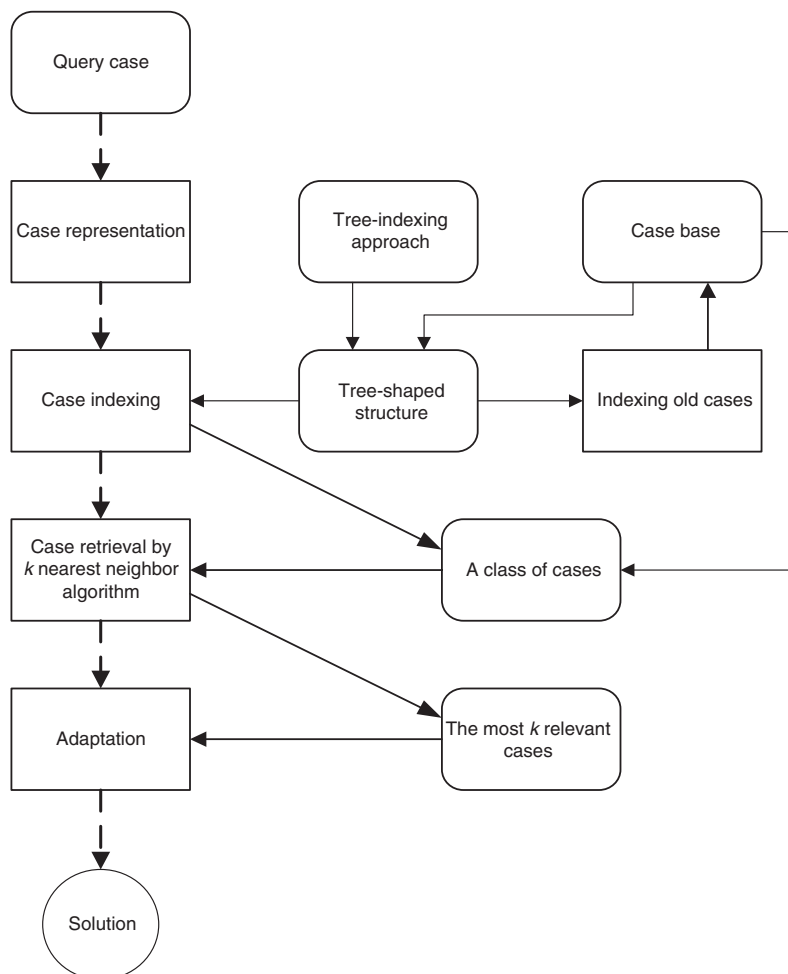 Query case
Case representation
Tree-indexing
approach
Case base
Case indexing
Tree-shaped
structure
Indexing old cases
Case retrieval by
k nearest neighbor
algorithm
A class of cases
Adaptation
The most k relevant
cases
Solution